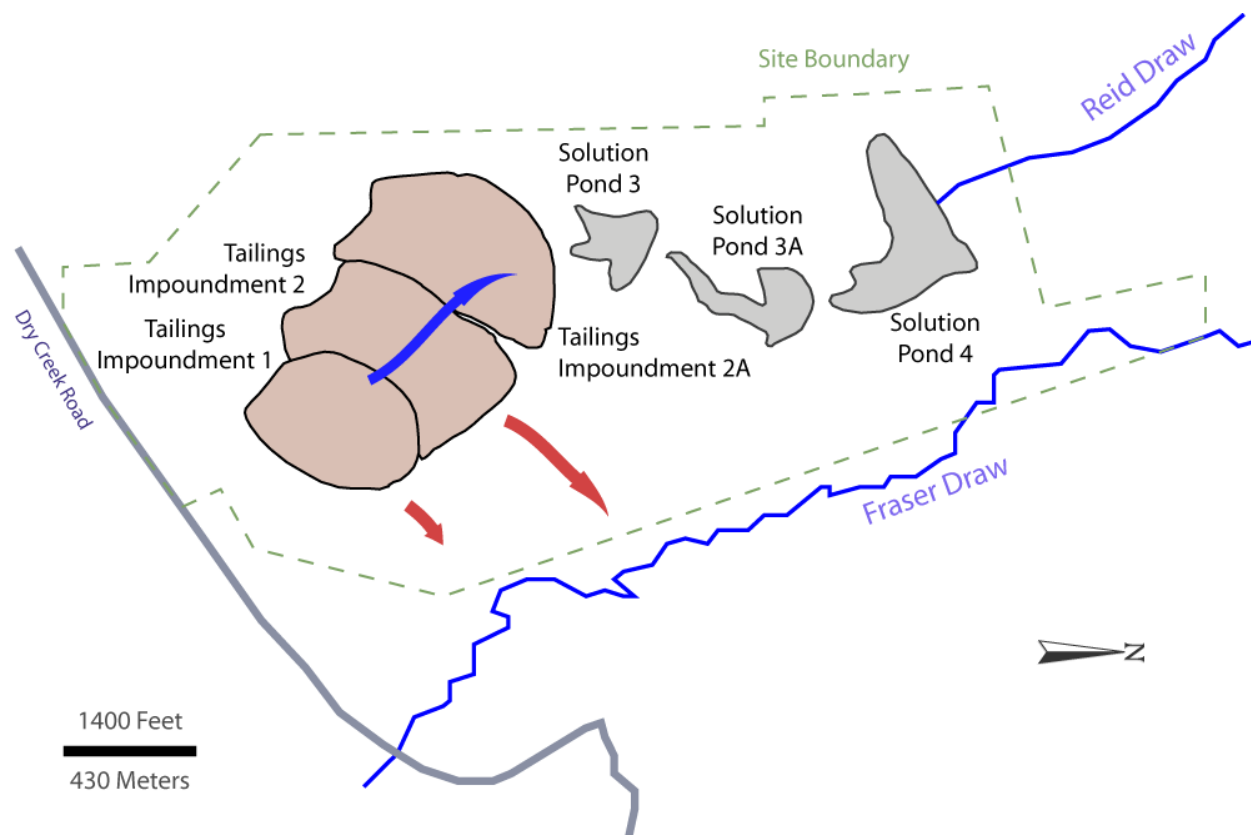 Site Boundary
Reid Draw
Solution
Pond 3
Solution
Pond 3A
Tailings
Impoundment 2
Tailings
Impoundment 1
Dry Creek Road
Tailings
Impoundment 2A
Solution
Pond 4
Fraser Draw
N
1400 Feet
430 Meters